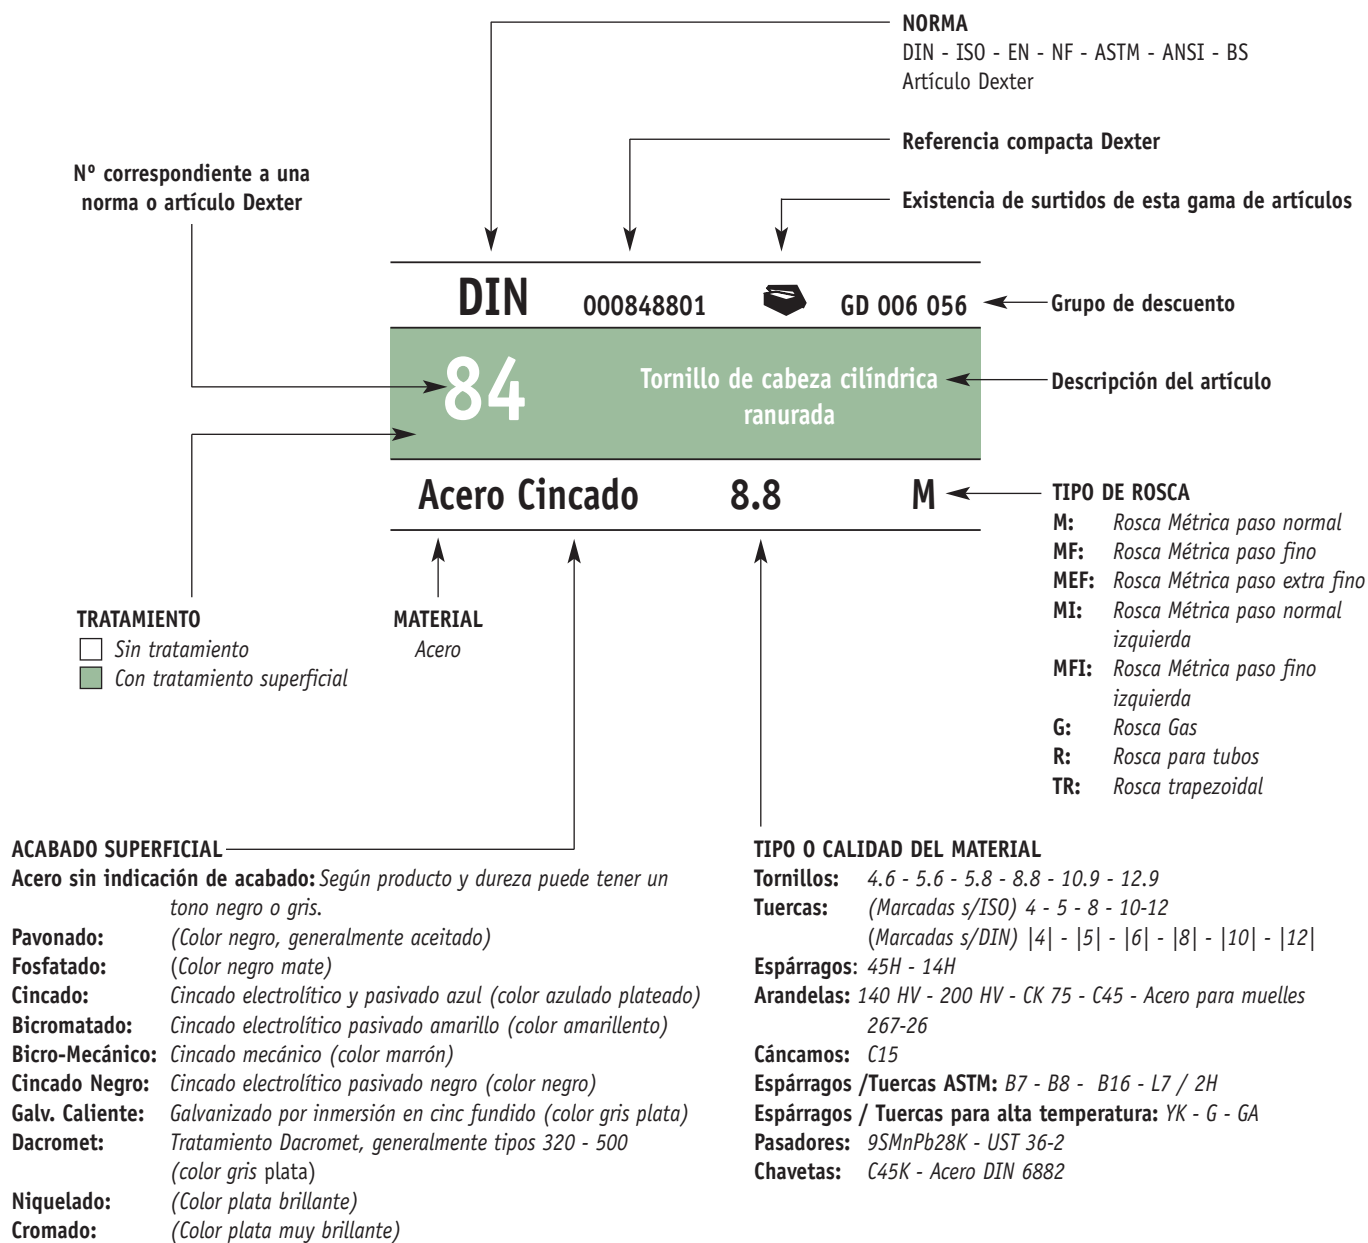 NORMA
DIN - ISO - EN - NF - ASTM - ANSI - BS
Artículo Dexter
Referencia compacta Dexter
Nº correspondiente a una
norma o artículo Dexter
Existencia de surtidos de esta gama de artículos
DIN 000848801 GD 006 056
Grupo de descuento
84
Tornillo de cabeza cilíndrica
ranurada
Descripción del artículo
Acero Cincado 8.8 M
TIPO DE ROSCA
M: Rosca Métrica paso normal
MF: Rosca Métrica paso fino
MEF: Rosca Métrica paso extra fino
MI: Rosca Métrica paso normal
izquierda
MFI: Rosca Métrica paso fino
izquierda
G: Rosca Gas
R: Rosca para tubos
TR: Rosca trapezoidal
TRATAMIENTO
Sin tratamiento
Con tratamiento superficial
MATERIAL
Acero
ACABADO SUPERFICIAL
Acero sin indicación de acabado: Según producto y dureza puede tener un
tono negro o gris.
Pavonado: (Color negro, generalmente aceitado)
Fosfatado: (Color negro mate)
Cincado: Cincado electrolítico y pasivado azul (color azulado plateado)
Bicromatado: Cincado electrolítico pasivado amarillo (color amarillento)
Bicro-Mecánico: Cincado mecánico (color marrón)
Cincado Negro: Cincado electrolítico pasivado negro (color negro)
Galv. Caliente: Galvanizado por inmersión en cinc fundido (color gris plata)
Dacromet: Tratamiento Dacromet, generalmente tipos 320 - 500
(color gris plata)
Niquelado: (Color plata brillante)
Cromado: (Color plata muy brillante)
TIPO O CALIDAD DEL MATERIAL
Tornillos: 4.6 - 5.6 - 5.8 - 8.8 - 10.9 - 12.9
Tuercas: (Marcadas s/ISO) 4 - 5 - 8 - 10-12
(Marcadas s/DIN) |4| - |5| - |6| - |8| - |10| - |12|
Espárragos: 45H - 14H
Arandelas: 140 HV - 200 HV - CK 75 - C45 - Acero para muelles
267-26
Cáncamos: C15
Espárragos /Tuercas ASTM: B7 - B8 - B16 - L7 / 2H
Espárragos / Tuercas para alta temperatura: YK - G - GA
Pasadores: 9SMnPb28K - UST 36-2
Chavetas: C45K - Acero DIN 6882